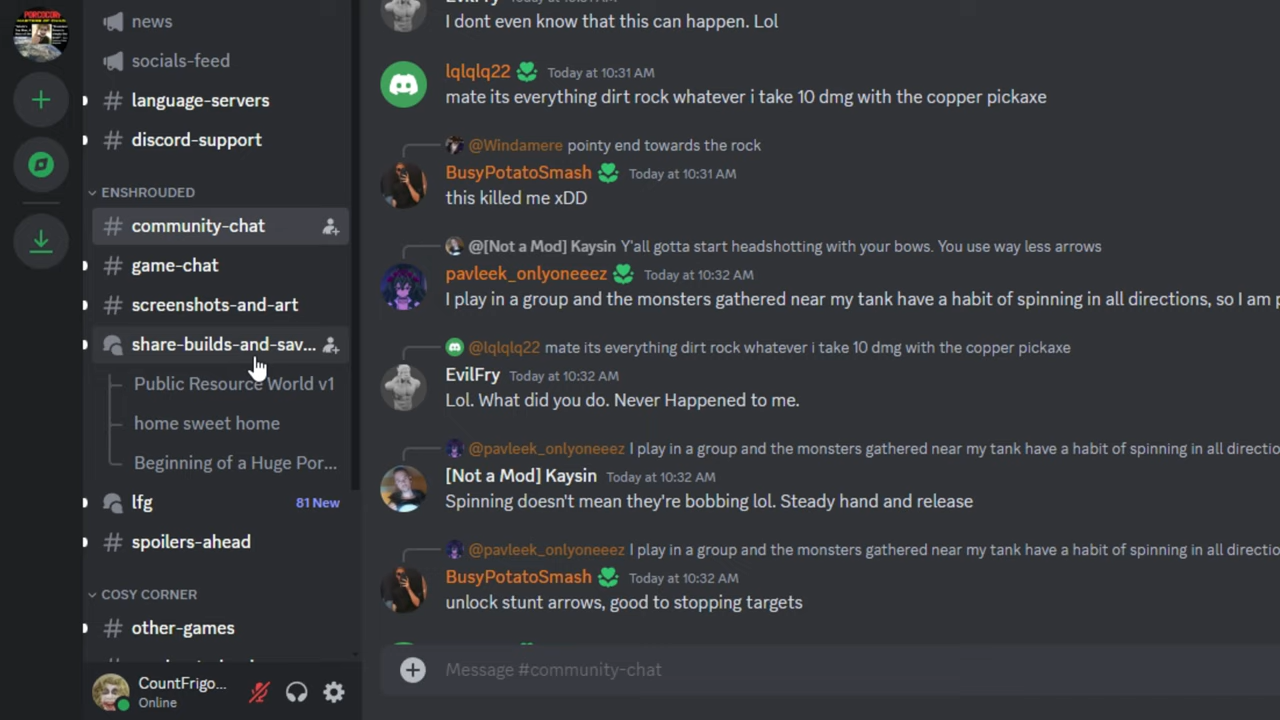 news
socials-feed
language-servers
discord-support
ENSHROUDED
community-chat
game-chat
screenshots-and-art
share-builds-and-sav...
Public Resource World v1
home sweet home
Beginning of a Huge Por...
lfg
81 New
spoilers-ahead
COSY CORNER
other-games
CountFrigo...
Online
I dont even know that this can happen. Lol
lqlqlq22 Today at 10:31 AM
mate its everything dirt rock whatever i take 10 dmg with the copper pickaxe
@Windamere pointy end towards the rock
BusyPotatoSmash Today at 10:31 AM
this killed me xDD
@[Not a Mod] Kaysin Y'all gotta start headshotting with your bows. You use way less arrows
pavleek_onlyoneeez Today at 10:32 AM
I play in a group and the monsters gathered near my tank have a habit of spinning in all directions, so I am p
@lqlqlq22 mate its everything dirt rock whatever i take 10 dmg with the copper pickaxe
EvilFry Today at 10:32 AM
Lol. What did you do. Never Happened to me.
@pavleek_onlyoneeez I play in a group and the monsters gathered near my tank have a habit of spinning in all directio
[Not a Mod] Kaysin Today at 10:32 AM
Spinning doesn't mean they're bobbing lol. Steady hand and release
@pavleek_onlyoneeez I play in a group and the monsters gathered near my tank have a habit of spinning in all directio
BusyPotatoSmash Today at 10:32 AM
unlock stunt arrows, good to stopping targets
Message #community-chat